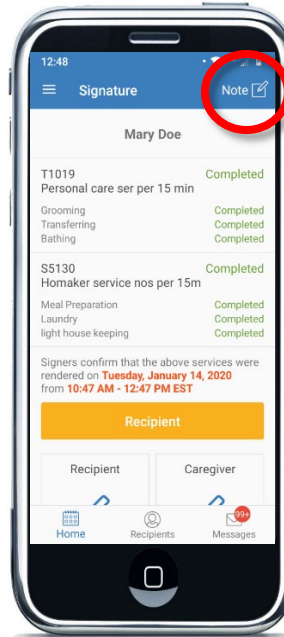 12:48
Signature
Note
Mary Doe
T1019 Completed
Personal care ser per 15 min
Grooming Completed
Transferring Completed
Bathing Completed
S5130 Completed
Homaker service nos per 15m
Meal Preparation Completed
Laundry Completed
light house keeping Completed
Signers confirm that the above services were
rendered on Tuesday, January 14, 2020
from 10:47 AM - 12:47 PM EST
Recipient
Recipient Caregiver
99+
Home Recipients Messages